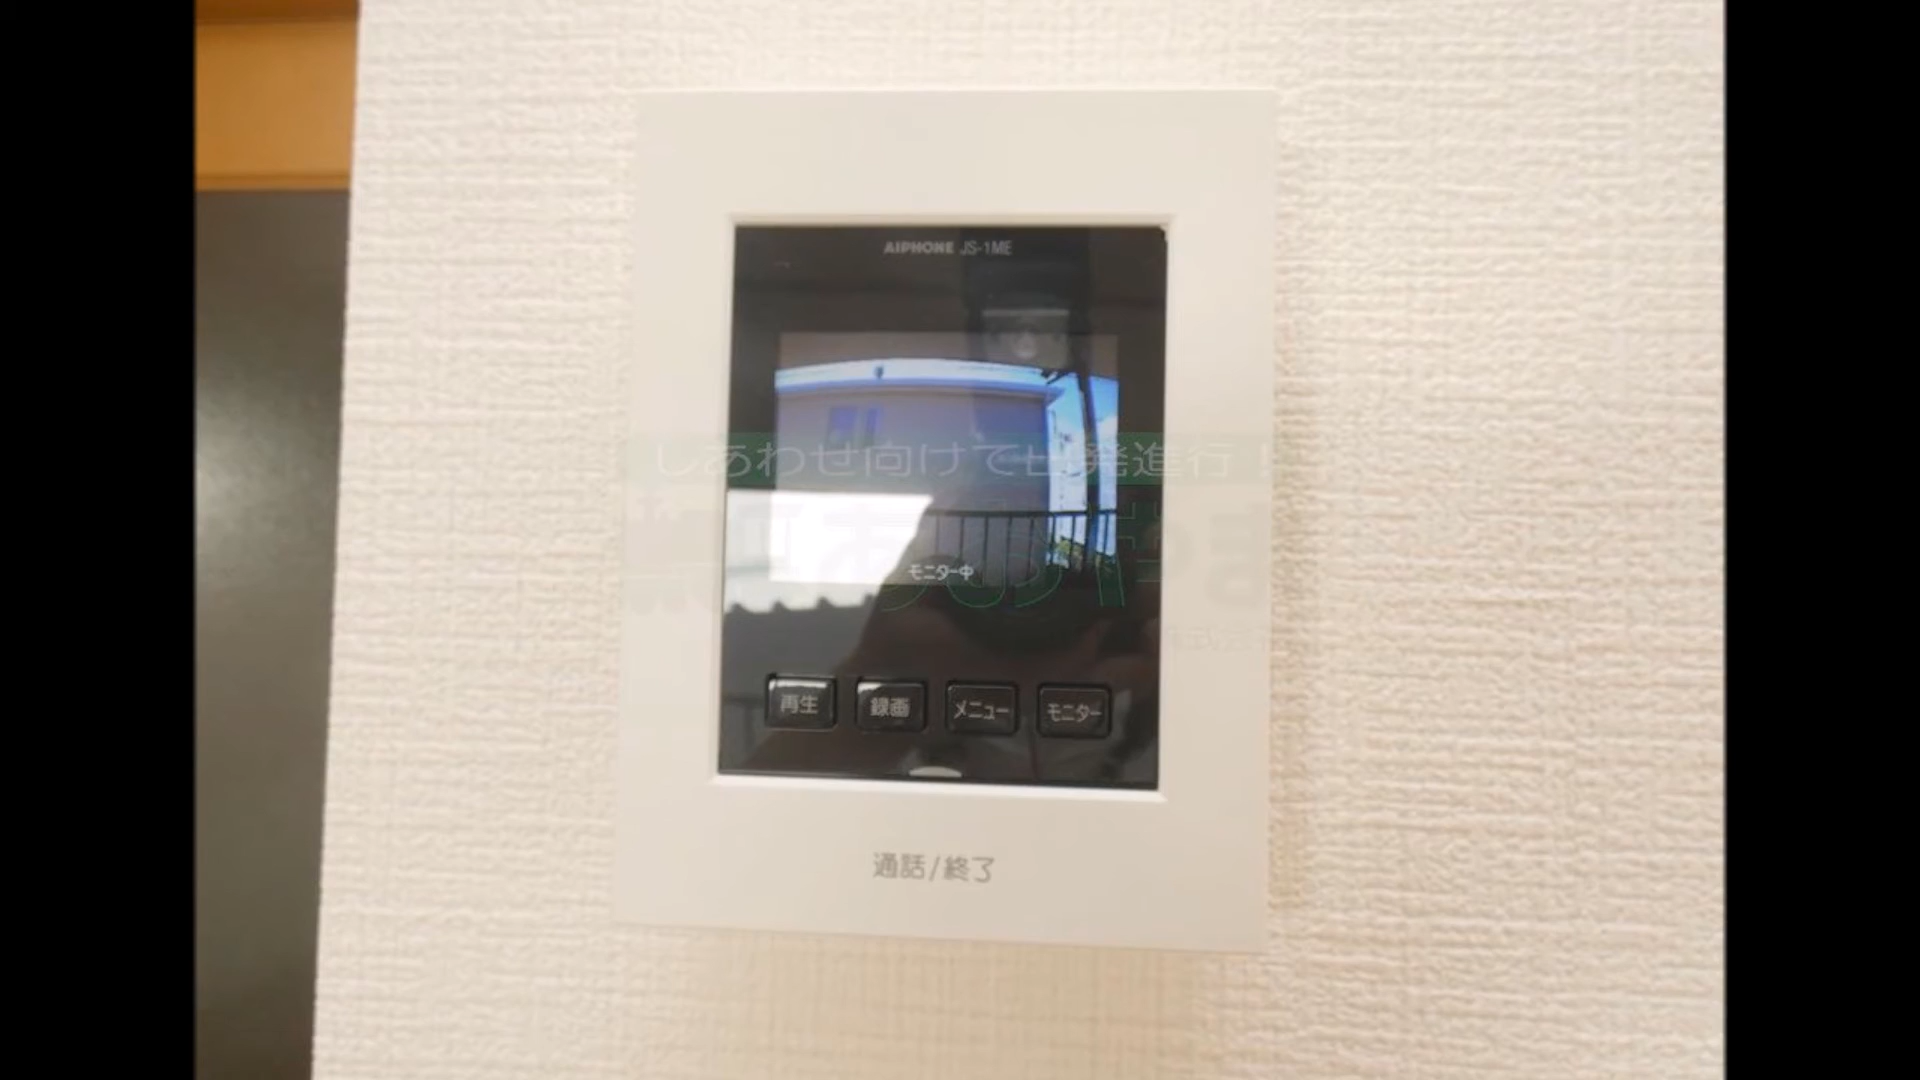 AIPHONE JS-1ME
しあわせ向けて出発進行！
モニター中
再生 録画 メニュー モニター
通話/終了